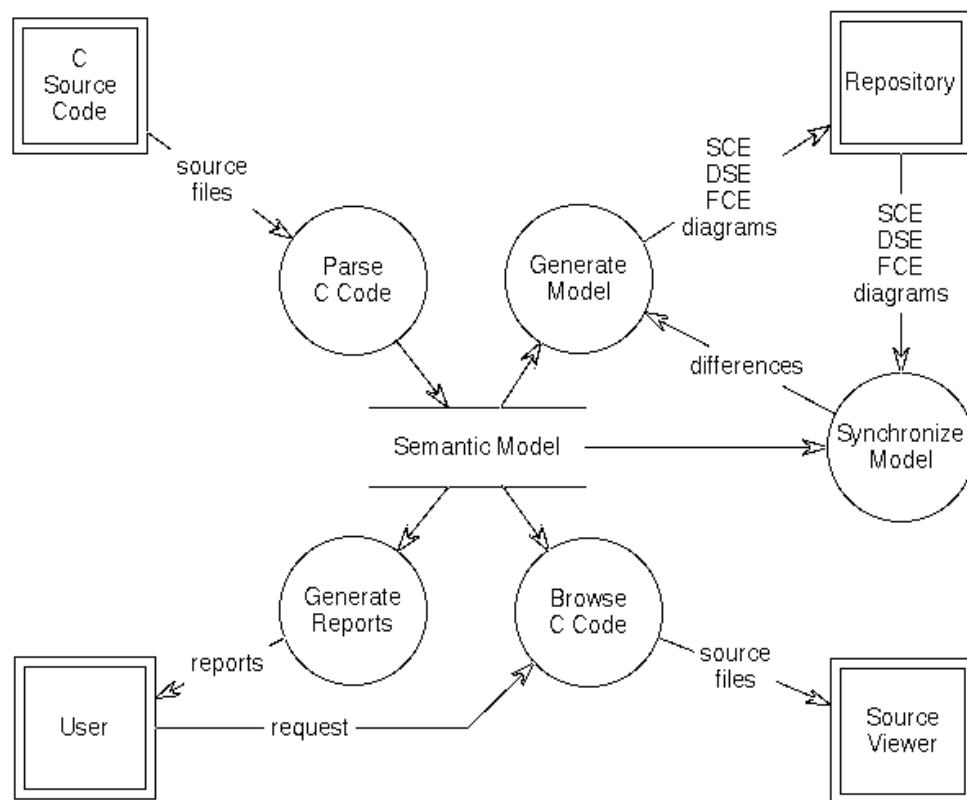 C
Source
Code
Repository
source
files
SCE
DSE
FCE
diagrams
SCE
DSE
FCE
diagrams
Parse
C Code
Generate
Model
differences
Semantic Model
Synchronize
Model
Generate
Reports
Browse
C Code
reports
source
files
User
request
Source
Viewer